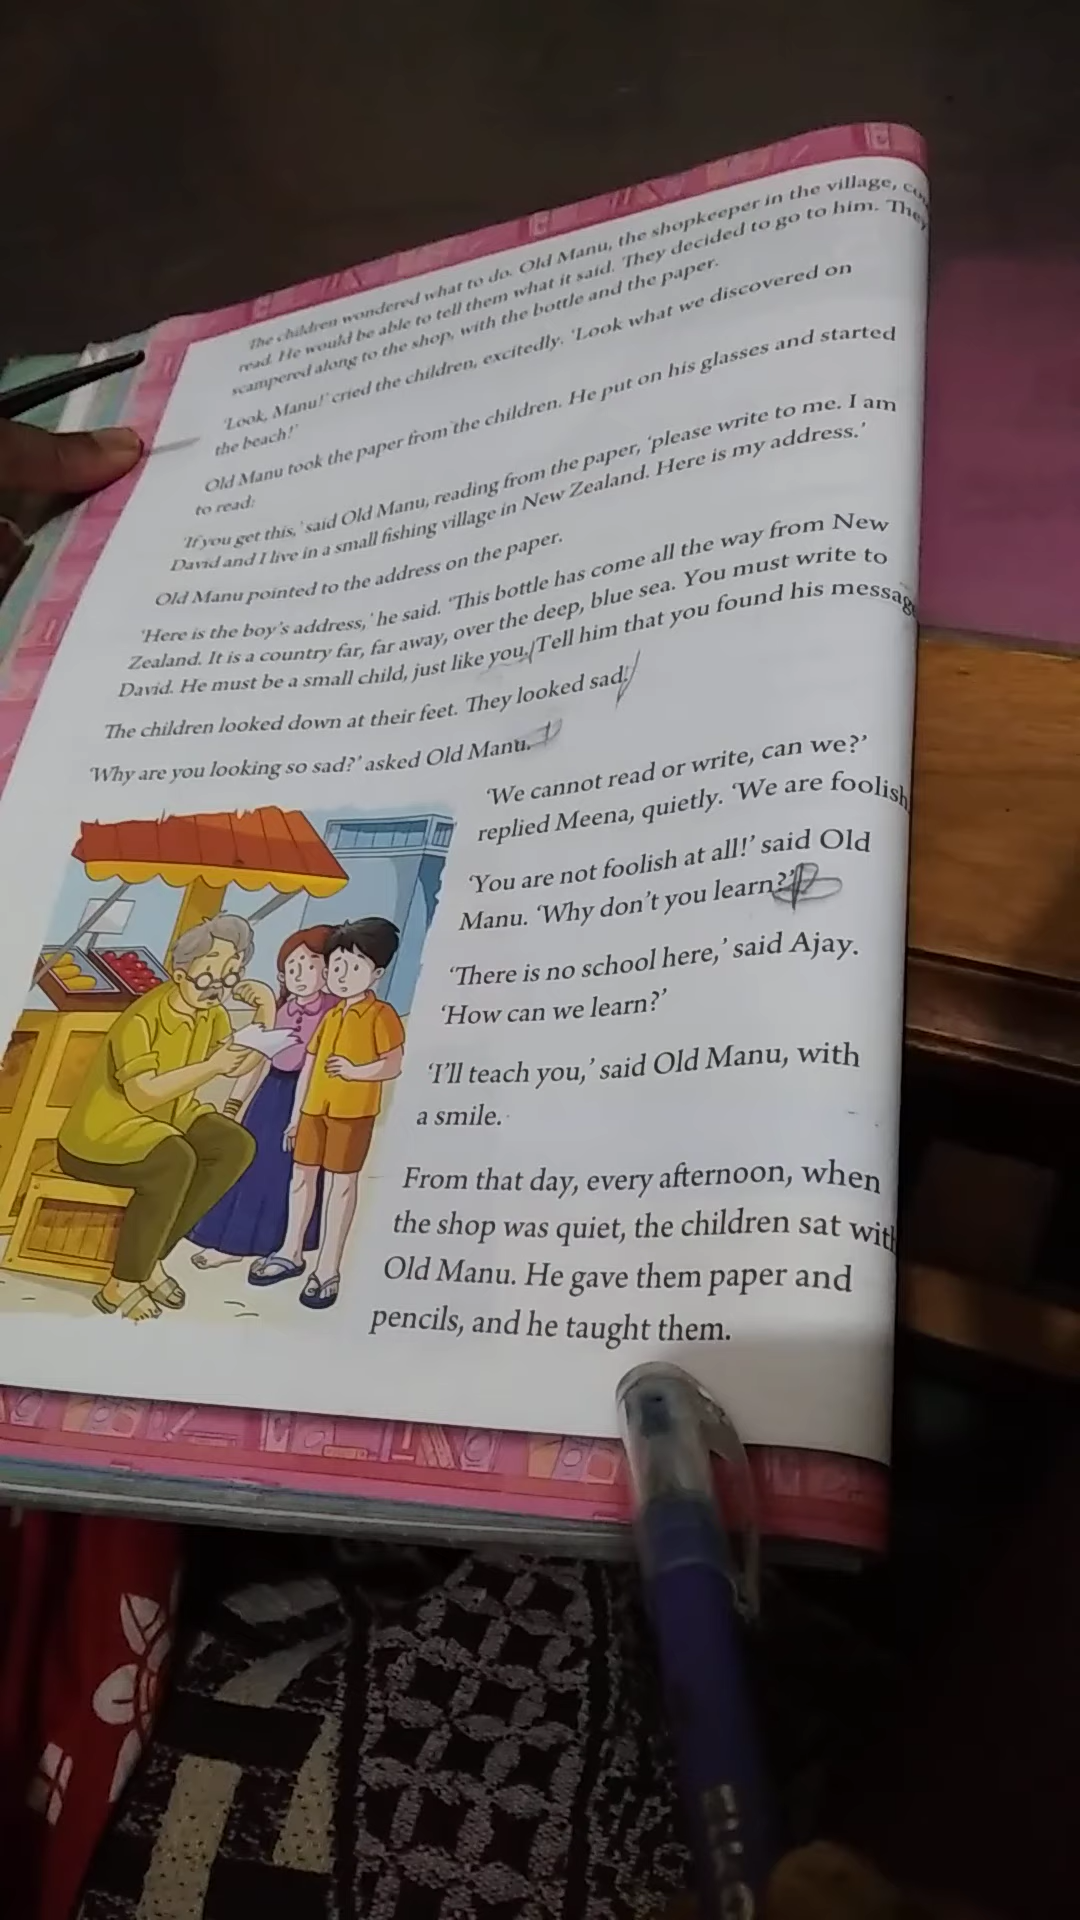 The children wondered what to do. Old Manu, the shopkeeper in the village,
read. He would be able to tell them what it said. They decided to go to him. They
scampered along to the shop, with the bottle and the paper.
'Look, Manu!' cried the children, excitedly. 'Look what we discovered on
the beach!'
Old Manu took the paper from the children. He put on his glasses and started
to read:
'If you get this,' said Old Manu, reading from the paper, 'please write to me. I am
David and I live in a small fishing village in New Zealand. Here is my address.'
Old Manu pointed to the address on the paper.
'Here is the boy's address,' he said. 'This bottle has come all the way from New
Zealand. It is a country far, far away, over the deep, blue sea. You must write to
David. He must be a small child, just like you. Tell him that you found his
The children looked down at their feet. They looked sad.
'Why are you looking so sad?' asked Old Manu.
'We cannot read or write, can we?'
replied Meena, quietly. 'We are foolish
'You are not foolish at all!' said Old
Manu. 'Why don't you learn?'
'There is no school here,' said Ajay.
'How can we learn?'
'I'll teach you,' said Old Manu, with
a smile.
From that day, every afternoon, when
the shop was quiet, the children sat with
Old Manu. He gave them paper and
pencils, and he taught them.